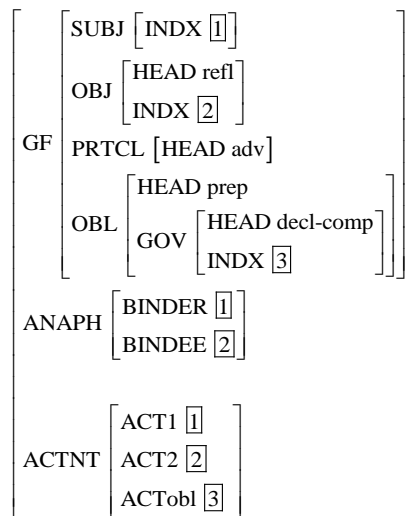 SUBJ [INDX 1]
OBJ [HEAD refl
INDX 2]
GF
PRTCL [HEAD adv]
HEAD prep
OBL
GOV [HEAD decl-comp
INDX 3]
ANAPH [BINDER 1
BINDEE 2]
ACT1 1
ACTNT
ACT2 2
ACTobl 3